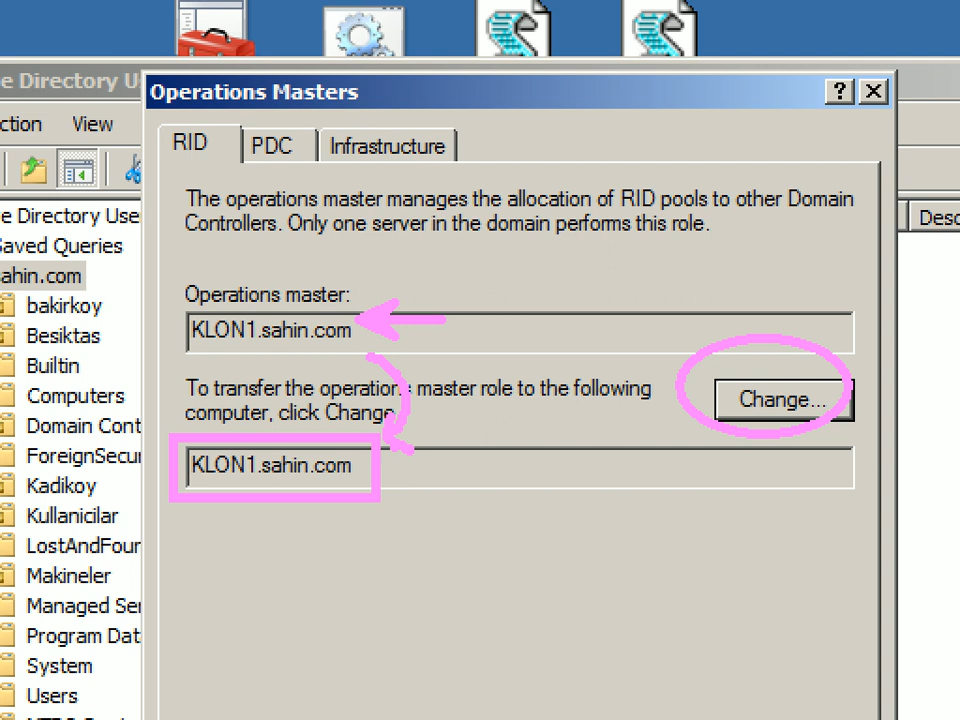 e Directory U
Operations Masters
ction View
RID PDC Infrastructure
The operations master manages the allocation of RID pools to other Domain
Controllers. Only one server in the domain performs this role.
Operations master:
KLON1.sahin.com
To transfer the operations master role to the following
computer, click Change.
Change...
KLON1.sahin.com
e Directory Use
Saved Queries
sahin.com
bakirkoy
Besiktas
Builtin
Computers
Domain Cont
ForeignSecur
Kadikoy
Kullanicilar
LostAndFour
Makineler
Managed Ser
Program Dat
System
Users
Desc